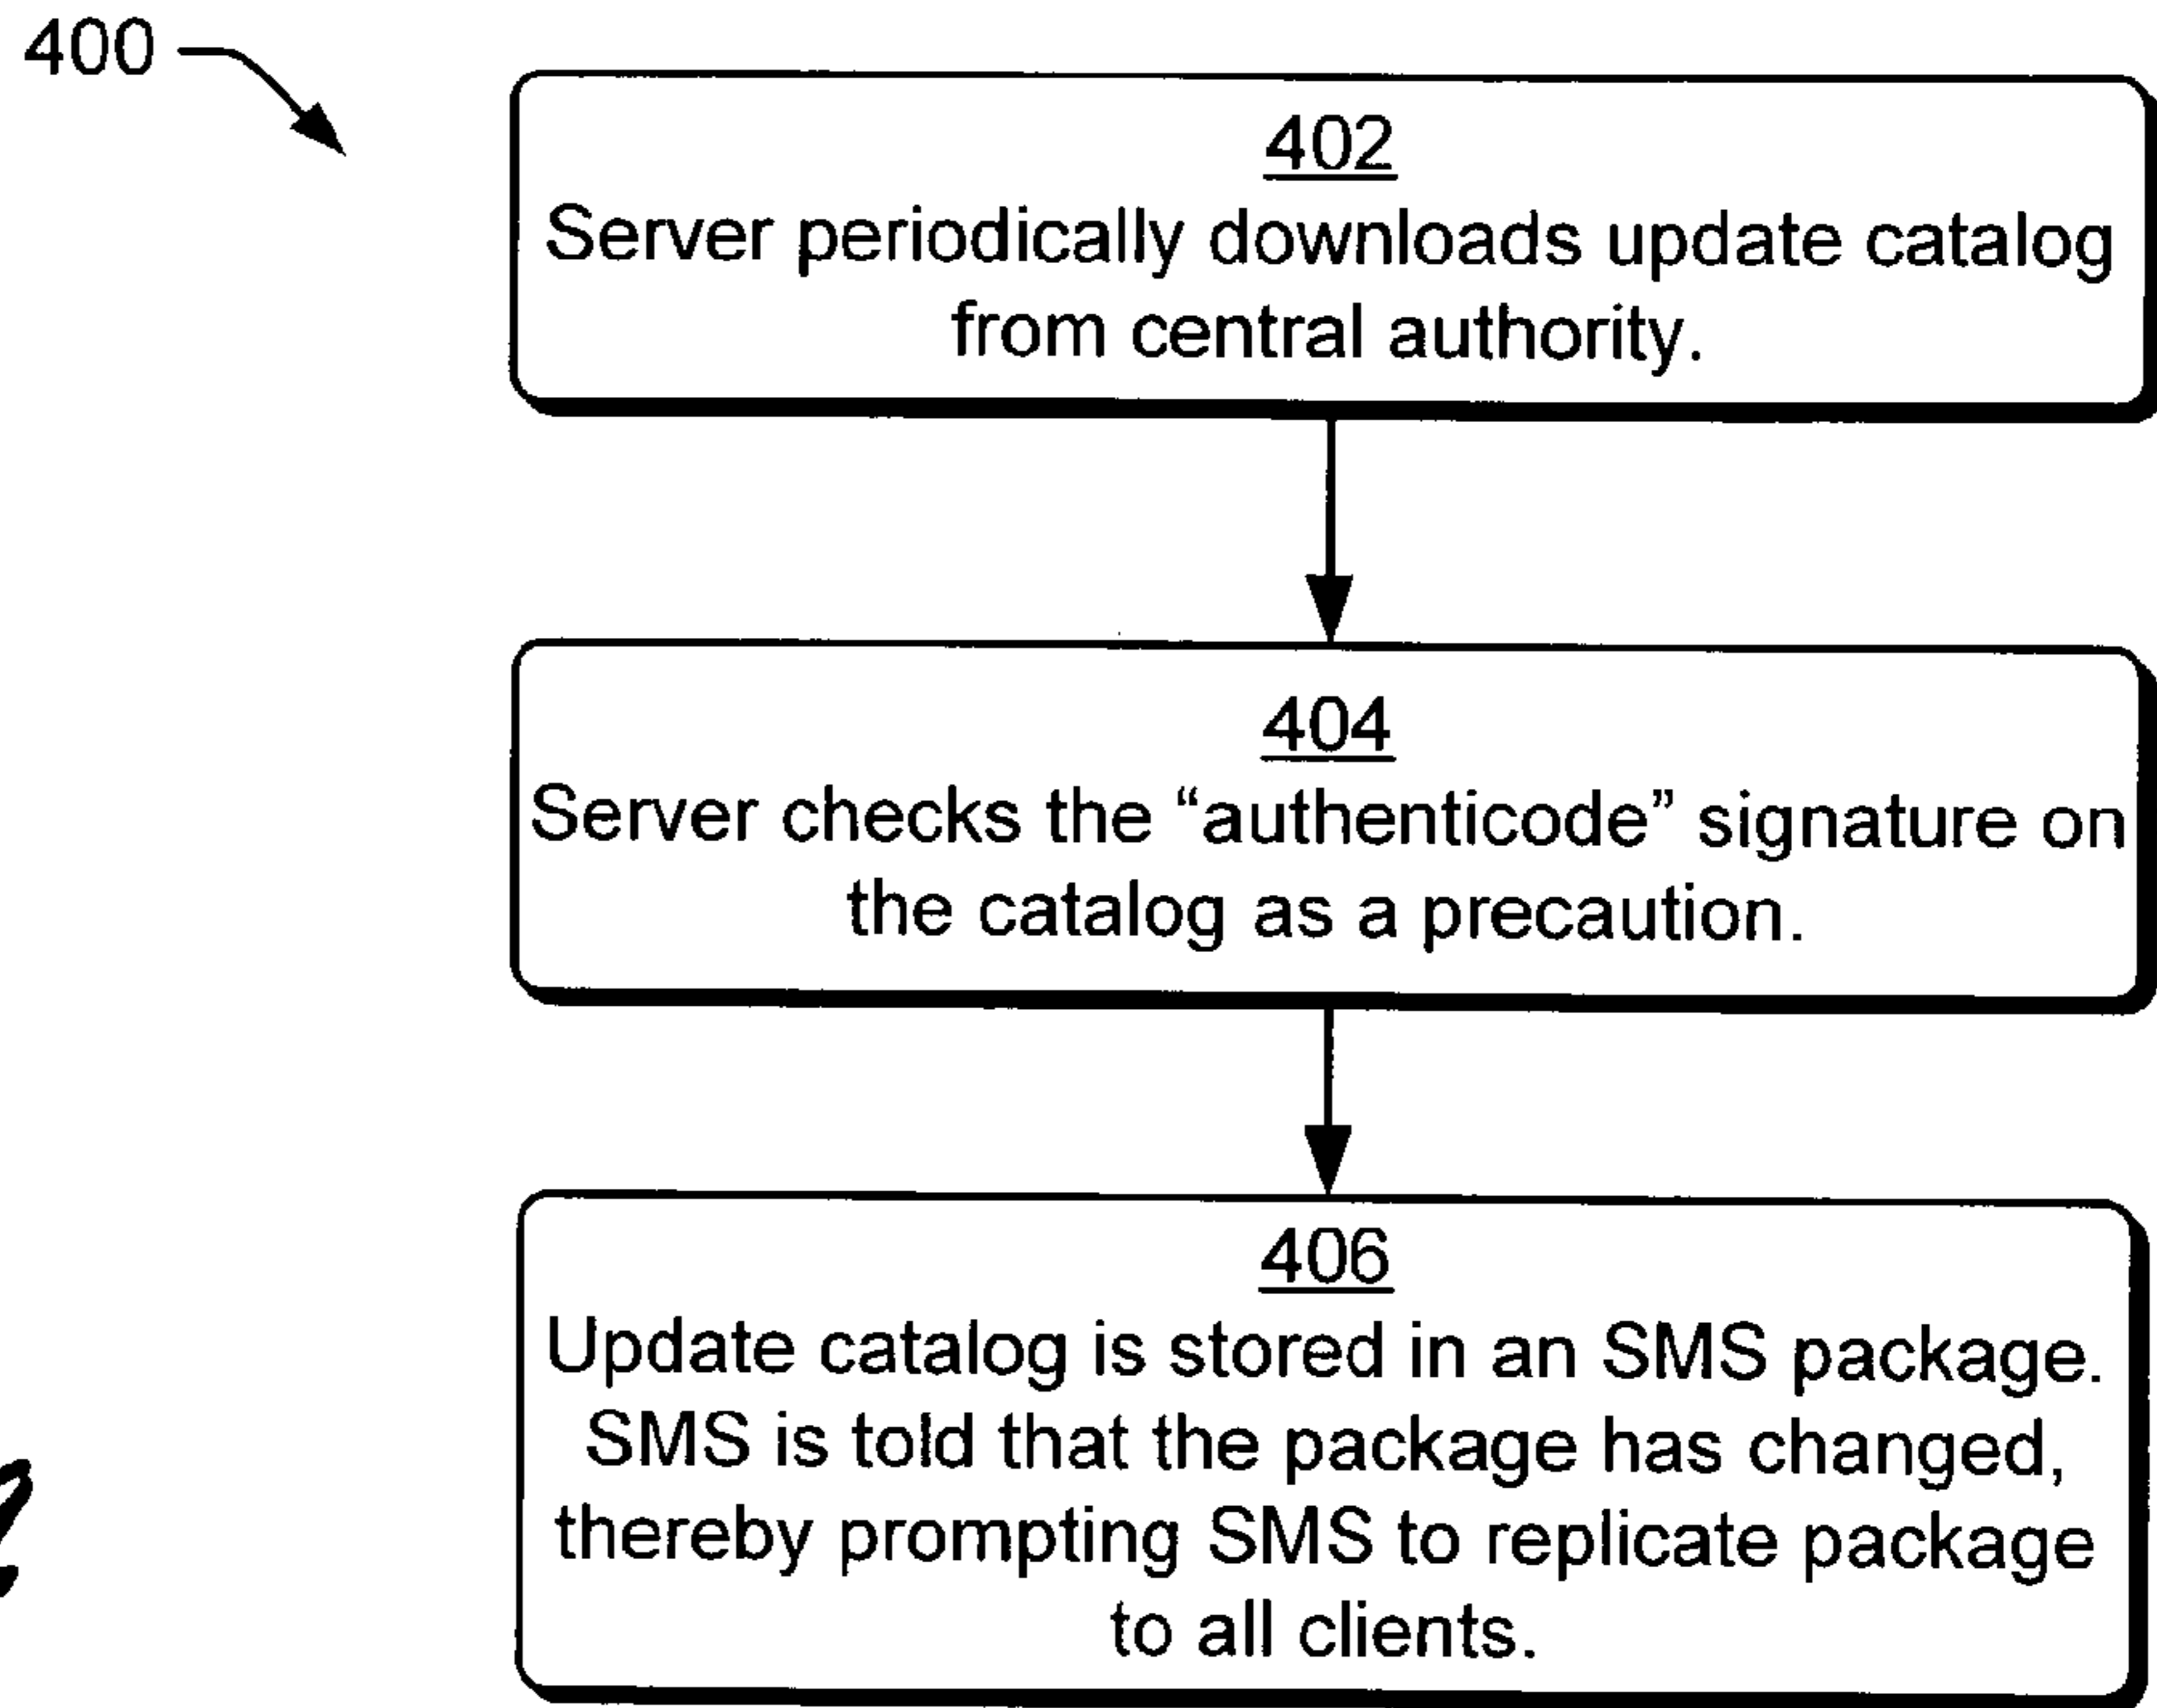 400
402
Server periodically downloads update catalog
from central authority.
404
Server checks the “authenticode” signature on
the catalog as a precaution.
406
Update catalog is stored in an SMS package.
SMS is told that the package has changed,
thereby prompting SMS to replicate package
to all clients.